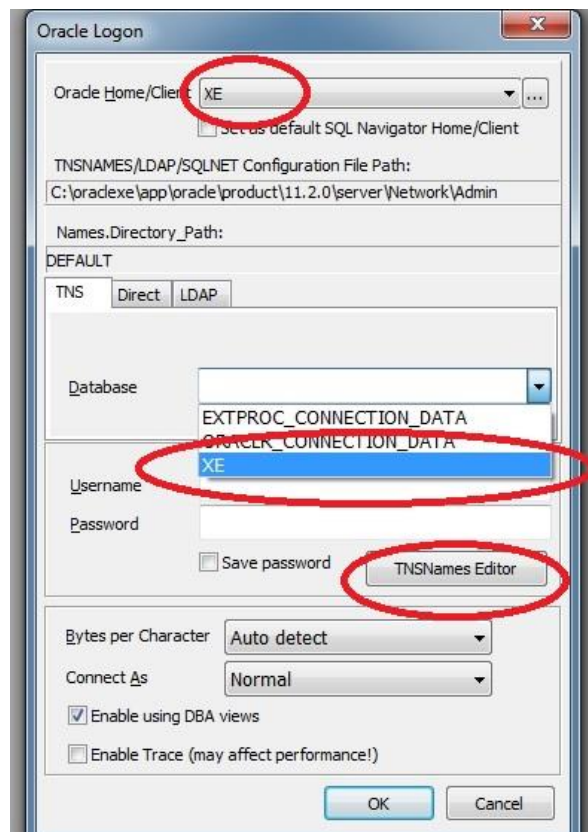 Oracle Logon
Oracle Home/Client XE ...
Set as default SQL Navigator Home/Client
TNSNAMES/LDAP/SQLNET Configuration File Path:
C:\oraclexe\app\oracle\product\11.2.0\server\Network\Admin
Names.Directory_Path:
DEFAULT
TNS Direct LDAP
Database
EXTPROC_CONNECTION_DATA
ORACLR_CONNECTION_DATA
XE
Username
Password
Save password TNSNames Editor
Bytes per Character Auto detect
Connect As Normal
Enable using DBA views
Enable Trace (may affect performance!)
OK Cancel